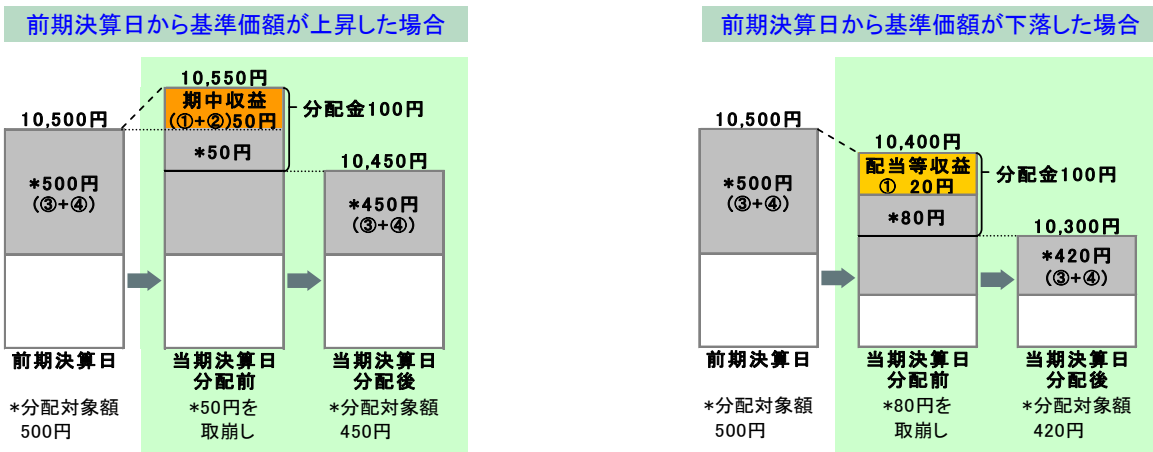 前期決算日から基準価額が上昇した場合
10,550円
期中収益
(①+②)50円
分配金100円
10,500円
*50円
10,450円
*500円
(③+④)
*450円
(③+④)
前期決算日
当期決算日
分配前
当期決算日
分配後
*分配対象額
500円
*50円を
取崩し
*分配対象額
450円
前期決算日から基準価額が下落した場合
10,500円
10,400円
配当等収益
① 20円
分配金100円
*500円
(③+④)
*80円
10,300円
*420円
(③+④)
前期決算日
当期決算日
分配前
当期決算日
分配後
*分配対象額
500円
*80円を
取崩し
*分配対象額
420円